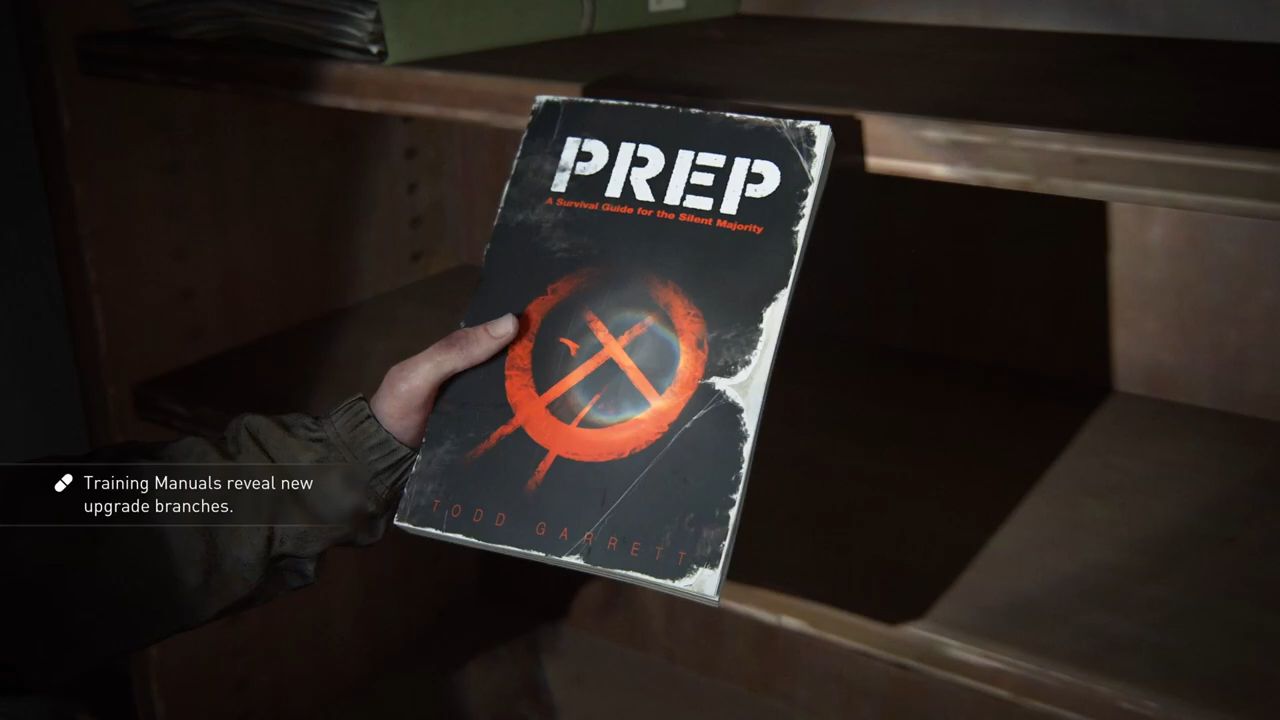 PREP
A Survival Guide for the Silent Majority
TODD GARRETT
Training Manuals reveal new
upgrade branches.